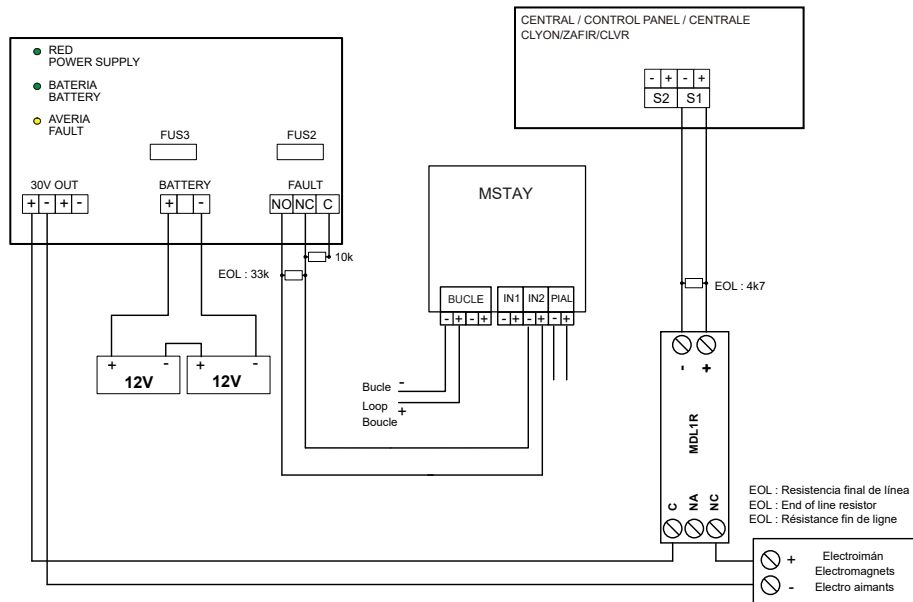 CENTRAL / CONTROL PANEL / CENTRALE
CLYON/ZAFIR/CLVR
- + - +
S2 S1
RED
POWER SUPPLY
BATERIA
BATTERY
AVERIA
FAULT
FUS3
FUS2
30V OUT
+ - + -
BATTERY
+ -
FAULT
NO NC C
10k
EOL : 33k
MSTAY
BUCLE
- + - +
IN1 IN2 PIAL
- + - + - +
EOL : 4k7
+ -
12V
+ -
12V
Bucle -
Loop
+
Boucle
- +
MDL1R
C NA NC
EOL : Resistencia final de línea
EOL : End of line resistor
EOL : Résistance fin de ligne
+
-
Electroimán
Electromagnets
Electro aimants